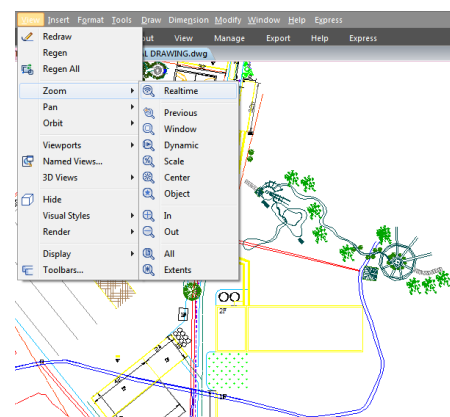 View Insert Format Tools Draw Dimension Modify Window Help Express
out View Manage Export Help Express
L DRAWING.dwg
Redraw
Regen
Regen All
Zoom
Pan
Orbit
Viewports
Named Views...
3D Views
Hide
Visual Styles
Render
Display
Toolbars...
Realtime
Previous
Window
Dynamic
Scale
Center
Object
In
Out
All
Extents
2F